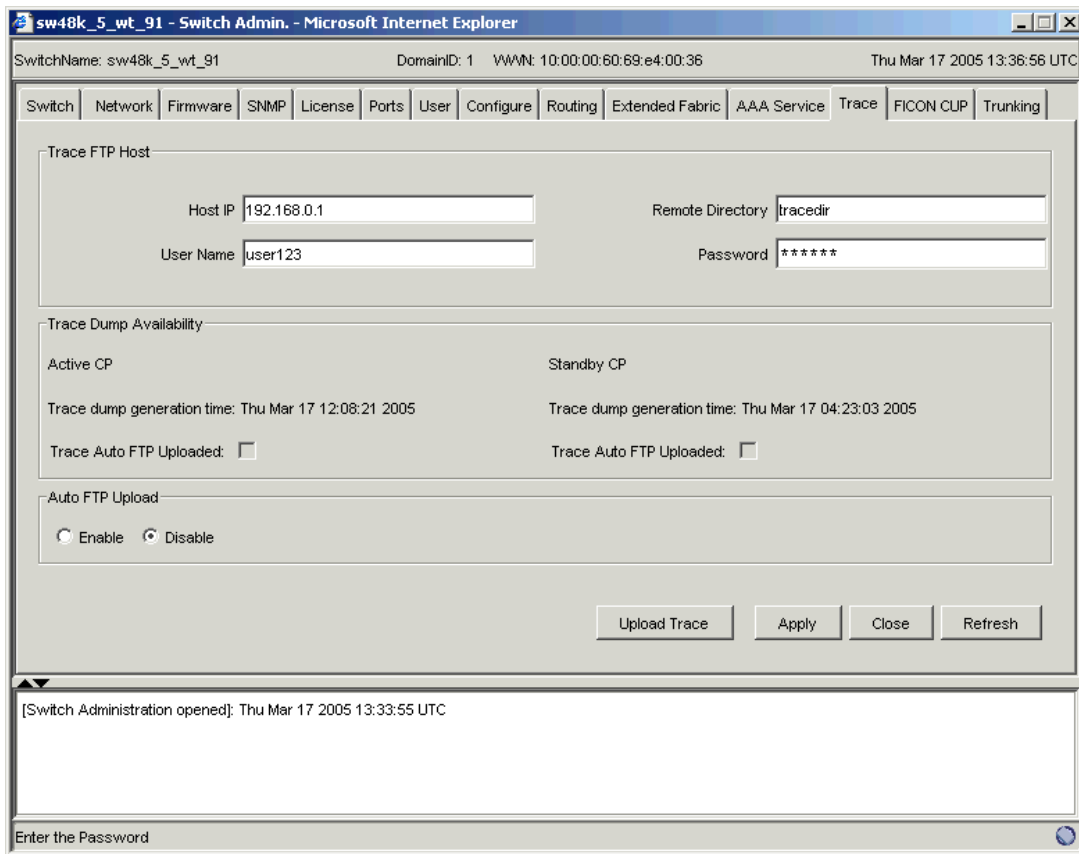 sw48k_5_wt_91 - Switch Admin. - Microsoft Internet Explorer
SwitchName: sw48k_5_wt_91 DomainID: 1 WWN: 10:00:00:60:69:e4:00:36 Thu Mar 17 2005 13:36:56 UTC
Switch Network Firmware SNMP License Ports User Configure Routing Extended Fabric AAA Service Trace FICON CUP Trunking
Trace FTP Host
Host IP 192.168.0.1 Remote Directory tracedir
User Name user123 Password ******
Trace Dump Availability
Active CP Standby CP
Trace dump generation time: Thu Mar 17 12:08:21 2005 Trace dump generation time: Thu Mar 17 04:23:03 2005
Trace Auto FTP Uploaded: Trace Auto FTP Uploaded:
Auto FTP Upload
Enable Disable
Upload Trace Apply Close Refresh
[Switch Administration opened]: Thu Mar 17 2005 13:33:55 UTC
Enter the Password